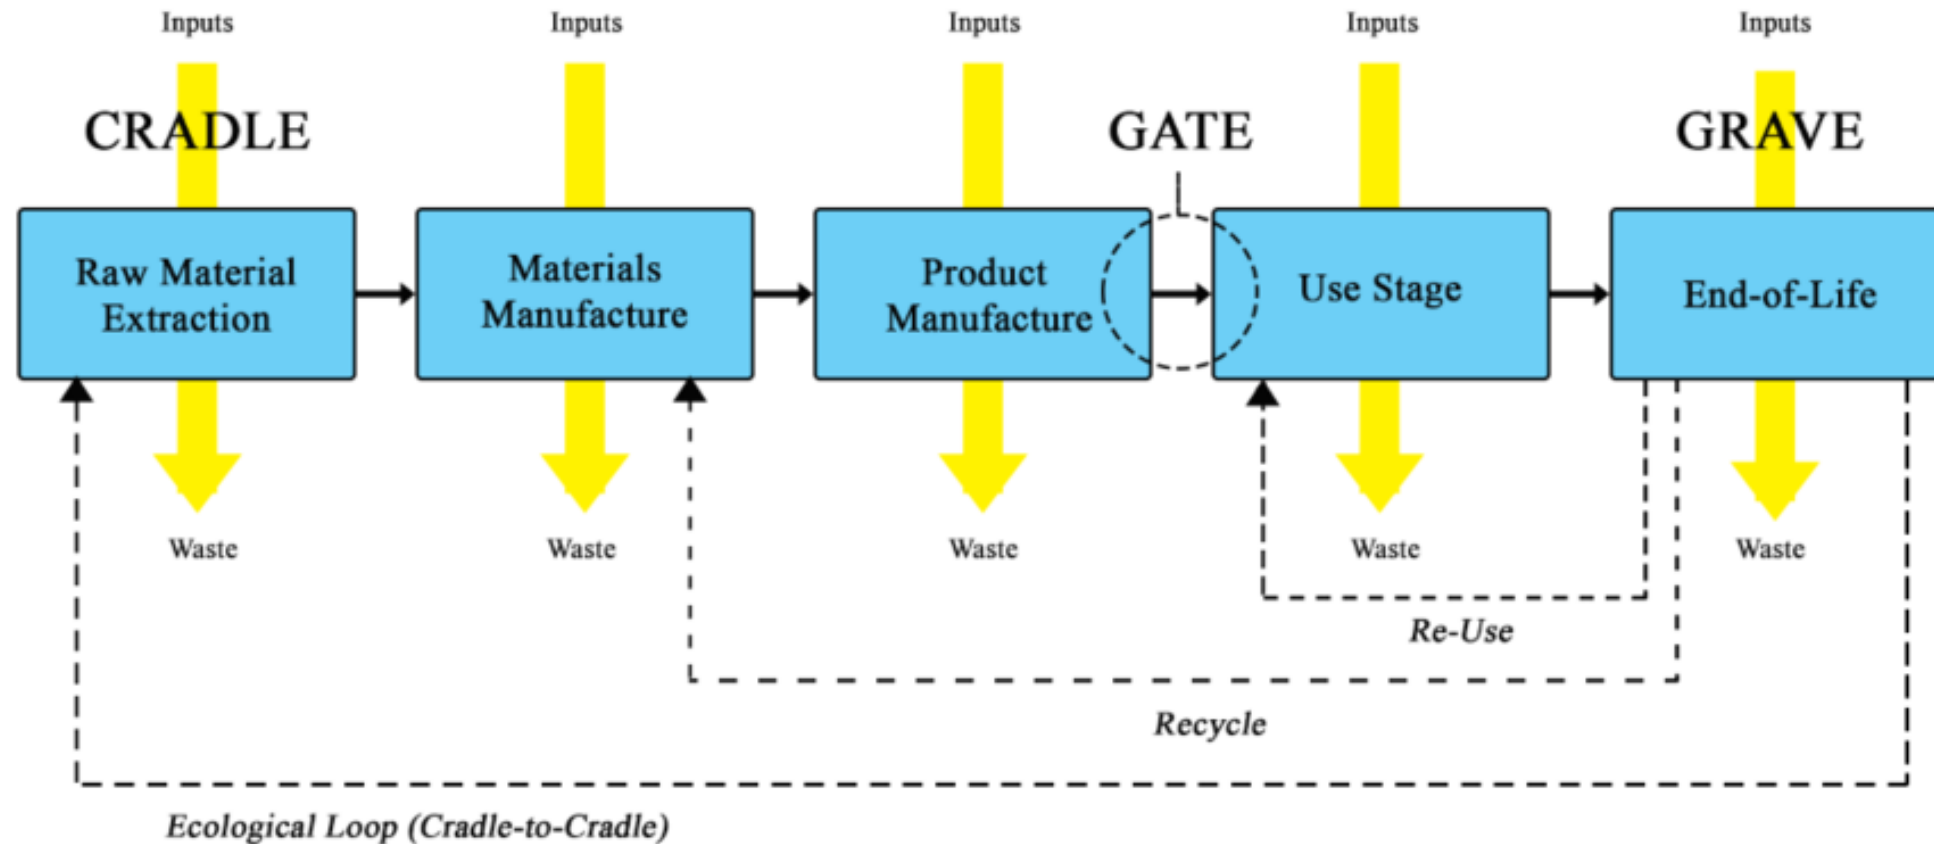 Inputs
Inputs
Inputs
Inputs
Inputs
CRADLE
GATE
GRAVE
Raw Material
Extraction
Materials
Manufacture
Product
Manufacture
Use Stage
End-of-Life
Waste
Waste
Waste
Waste
Waste
Re-Use
Recycle
Ecological Loop (Cradle-to-Cradle)